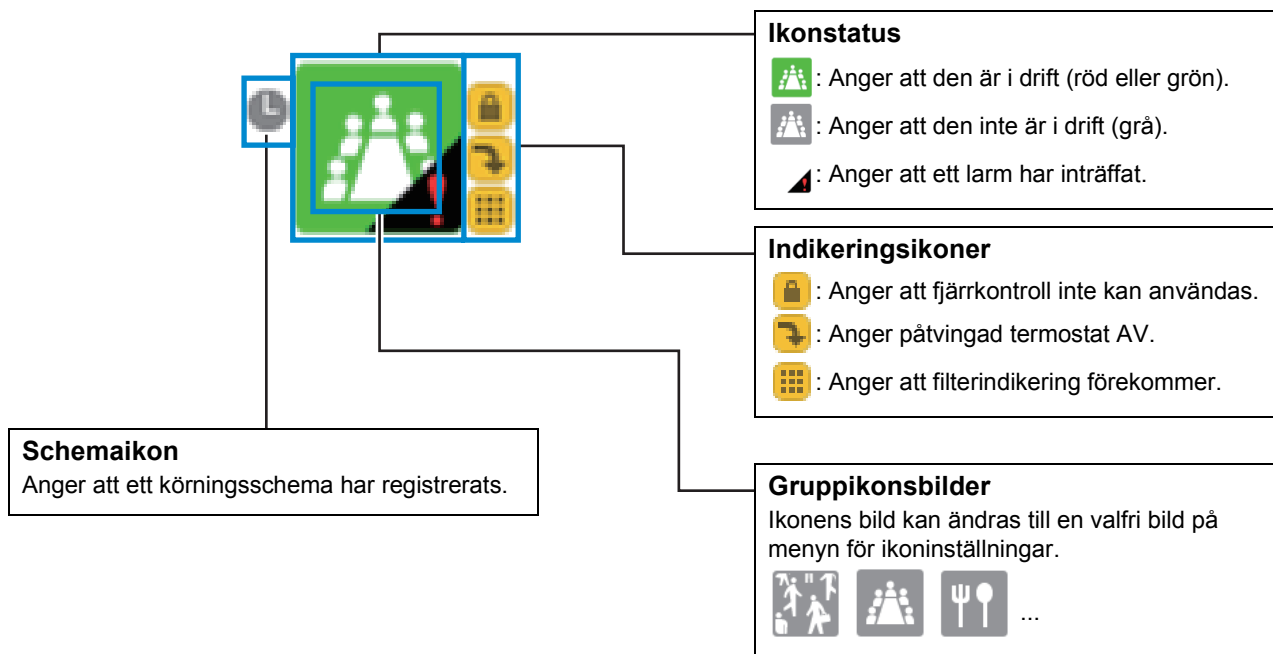 Ikonstatus
: Anger att den är i drift (röd eller grön).
: Anger att den inte är i drift (grå).
: Anger att ett larm har inträffat.
Indikeringsikoner
: Anger att fjärrkontroll inte kan användas.
: Anger påtvingad termostat AV.
: Anger att filterindikering förekommer.
Schemaikon
Anger att ett körningsschema har registrerats.
Gruppikonsbilder
Ikonens bild kan ändras till en valfri bild på
menyn för ikoninställningar.
...